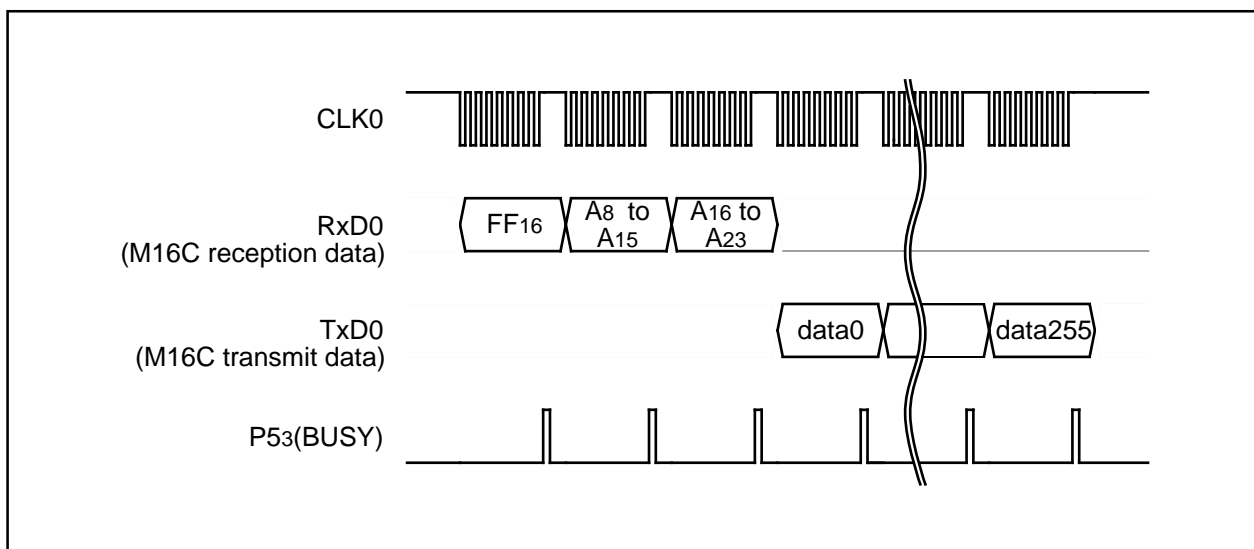 CLK0
RxD0
(M16C reception data)
FF16
A8 to
A15
A16 to
A23
TxD0
(M16C transmit data)
data0
data255
P53(BUSY)